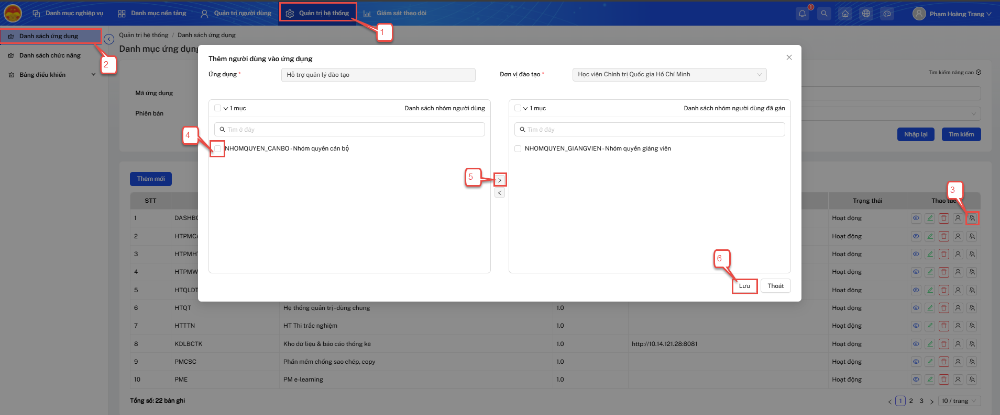 Danh mục nghiệp vụ
Danh mục nền tảng
Quản trị người dùng
Quản trị hệ thống
Giám sát theo dõi
1
Phạm Hoàng Trang
1
Danh sách ứng dụng
Danh sách chức năng
Bảng điều khiển
2
Quản trị hệ thống / Danh sách ứng dụng
Danh mục ứng dụng
Tìm kiếm nâng cao
Mã ứng dụng
Phiên bản
Nhập lại
Tìm kiếm
Thêm người dùng vào ứng dụng
Ứng dụng *
Hỗ trợ quản lý đào tạo
Đơn vị đào tạo *
Học viện Chính trị Quốc gia Hồ Chí Minh
1 mục
Danh sách nhóm người dùng
Tìm ở đây
4
NHOMQUYEN_CANBO - Nhóm quyền cán bộ
1 mục
Danh sách nhóm người dùng đã gán
Tìm ở đây
NHOMQUYEN_GIANGVIEN - Nhóm quyền giảng viên
5
>
<
6
Lưu
Thoát
Thêm mới
3
STT
Trạng thái
Thao tác
1
DASHBO
Hoạt động
2
HTPMCA
Hoạt động
3
HTPMH
Hoạt động
4
HTPMW
Hoạt động
5
HTQLDT
Hoạt động
6
HTQT
Hệ thống quản trị - dùng chung
1.0
Hoạt động
7
HTTTN
HT Thi trắc nghiệm
1.0
Hoạt động
8
KDLBCTK
Kho dữ liệu & báo cáo thống kê
1.0
http://10.14.121.28:8081
Hoạt động
9
PMCSC
Phần mềm chống sao chép, copy
1.0
Hoạt động
10
PME
PM e-learning
1.0
Hoạt động
Tổng số: 22 bản ghi
< 1 2 3 >
10 / trang